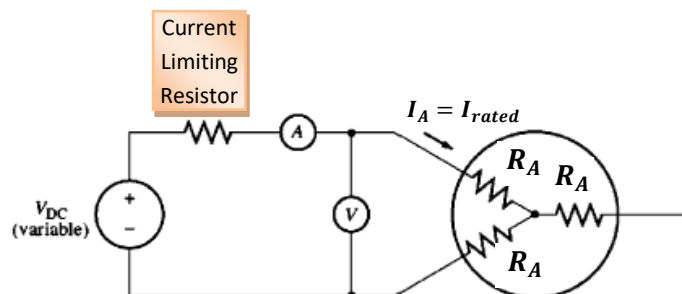 Current
Limiting
Resistor
I_A = I_rated
A
R_A
R_A
+
V_DC
(variable)
–
V
R_A